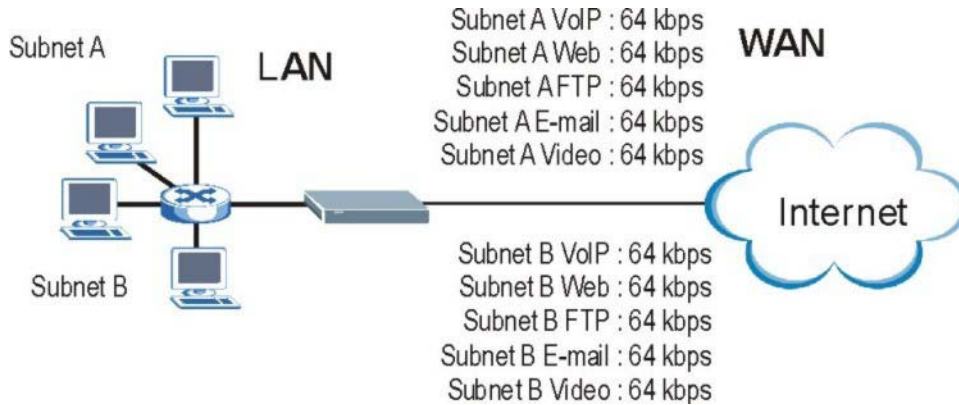 Subnet A
LAN
Subnet A VoIP : 64 kbps
Subnet A Web : 64 kbps
Subnet A FTP : 64 kbps
Subnet A E-mail : 64 kbps
Subnet A Video : 64 kbps
WAN
Internet
Subnet B
Subnet B VoIP : 64 kbps
Subnet B Web : 64 kbps
Subnet B FTP : 64 kbps
Subnet B E-mail : 64 kbps
Subnet B Video : 64 kbps